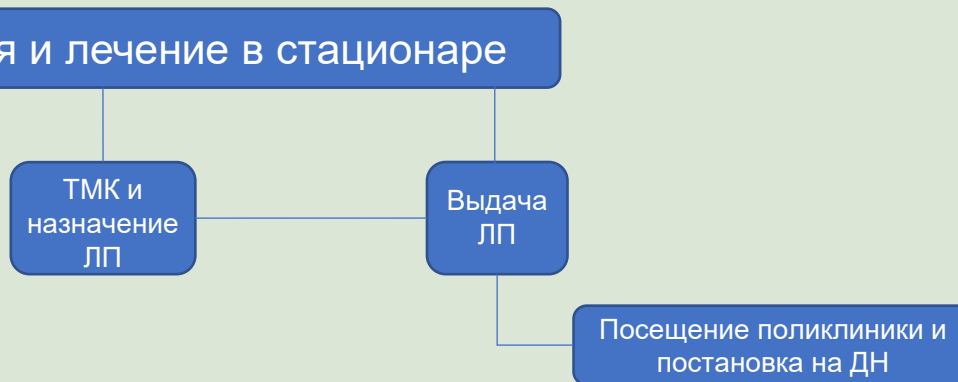 я и лечение в стационаре
ТМК и
назначение
ЛП
Выдача
ЛП
Посещение поликлиники и
постановка на ДН